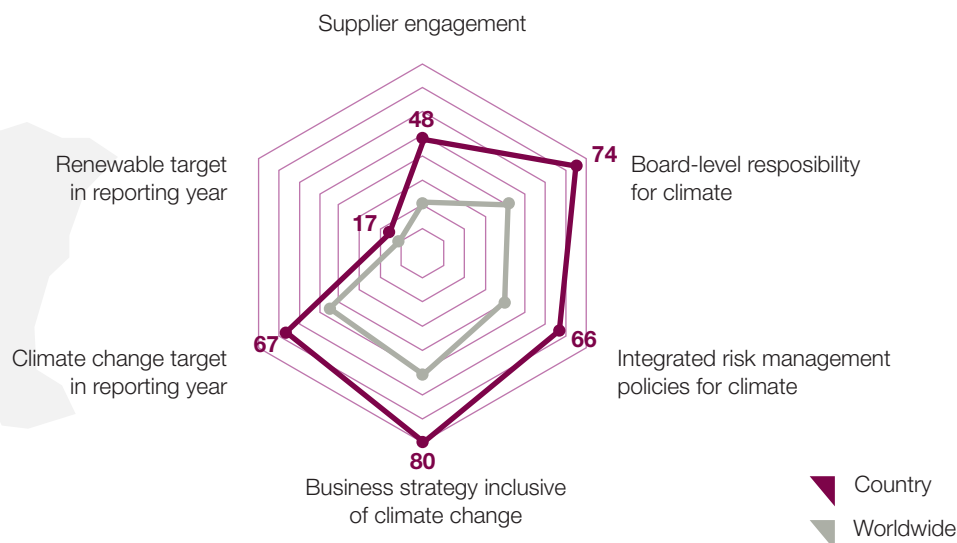 Supplier engagement
48
74
Board-level resposibility
for climate
Renewable target
in reporting year
17
67
Climate change target
in reporting year
66
Integrated risk management
policies for climate
80
Business strategy inclusive
of climate change
Country
Worldwide